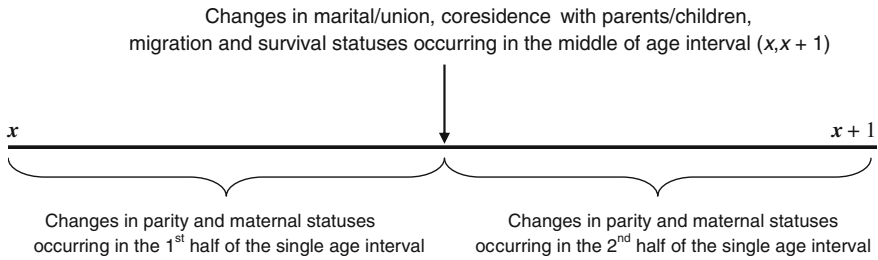 Changes in marital/union, coresidence with parents/children,
migration and survival statuses occurring in the middle of age interval (x,x + 1)
x
x + 1
Changes in parity and maternal statuses
occurring in the 1st half of the single age interval
Changes in parity and maternal statuses
occurring in the 2nd half of the single age interval